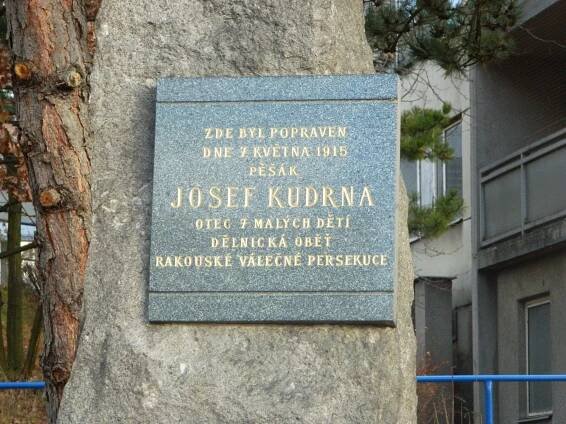 ZDE BYL POPRAVEN
DNE 7. KVĚTNA 1915
PĚŠÁK
JOSEF KUDRNA
OTEC 7 MALÝCH DĚTÍ
DĚLNICKÁ OBĚŤ
RAKOUSKÉ VÁLEČNÉ PERSEKUCE